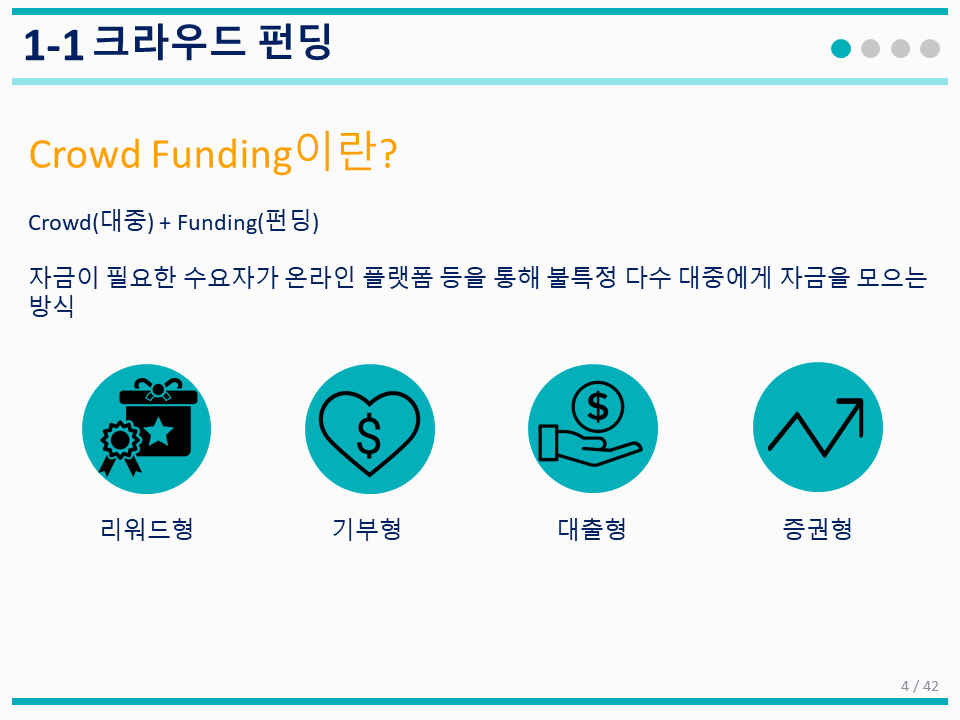 1-1 크라우드 펀딩
Crowd Funding이란?
Crowd(대중) + Funding(펀딩)
자금이 필요한 수요자가 온라인 플랫폼 등을 통해 불특정 다수 대중에게 자금을 모으는
방식
$
$
리워드형
기부형
대출형
증권형
4 / 42